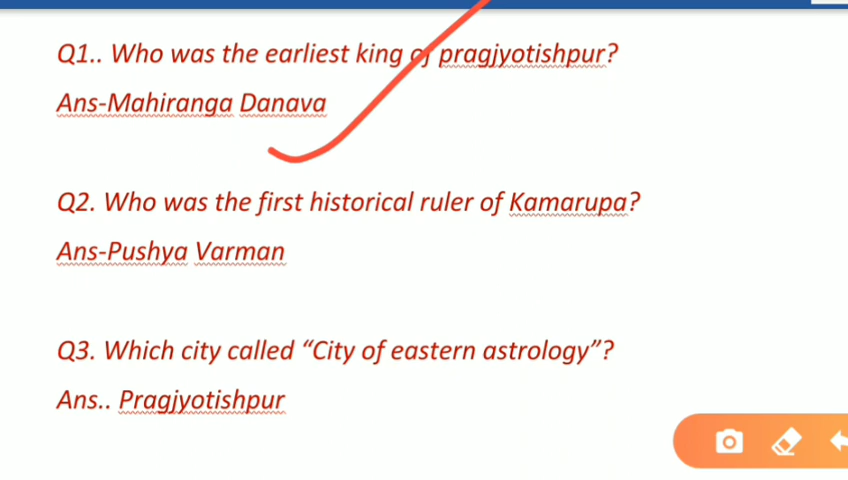 Q1.. Who was the earliest king of pragjyotishpur?
Ans-Mahiranga Danava
Q2. Who was the first historical ruler of Kamarupa?
Ans-Pushya Varman
Q3. Which city called “City of eastern astrology”?
Ans.. Pragjyotishpur